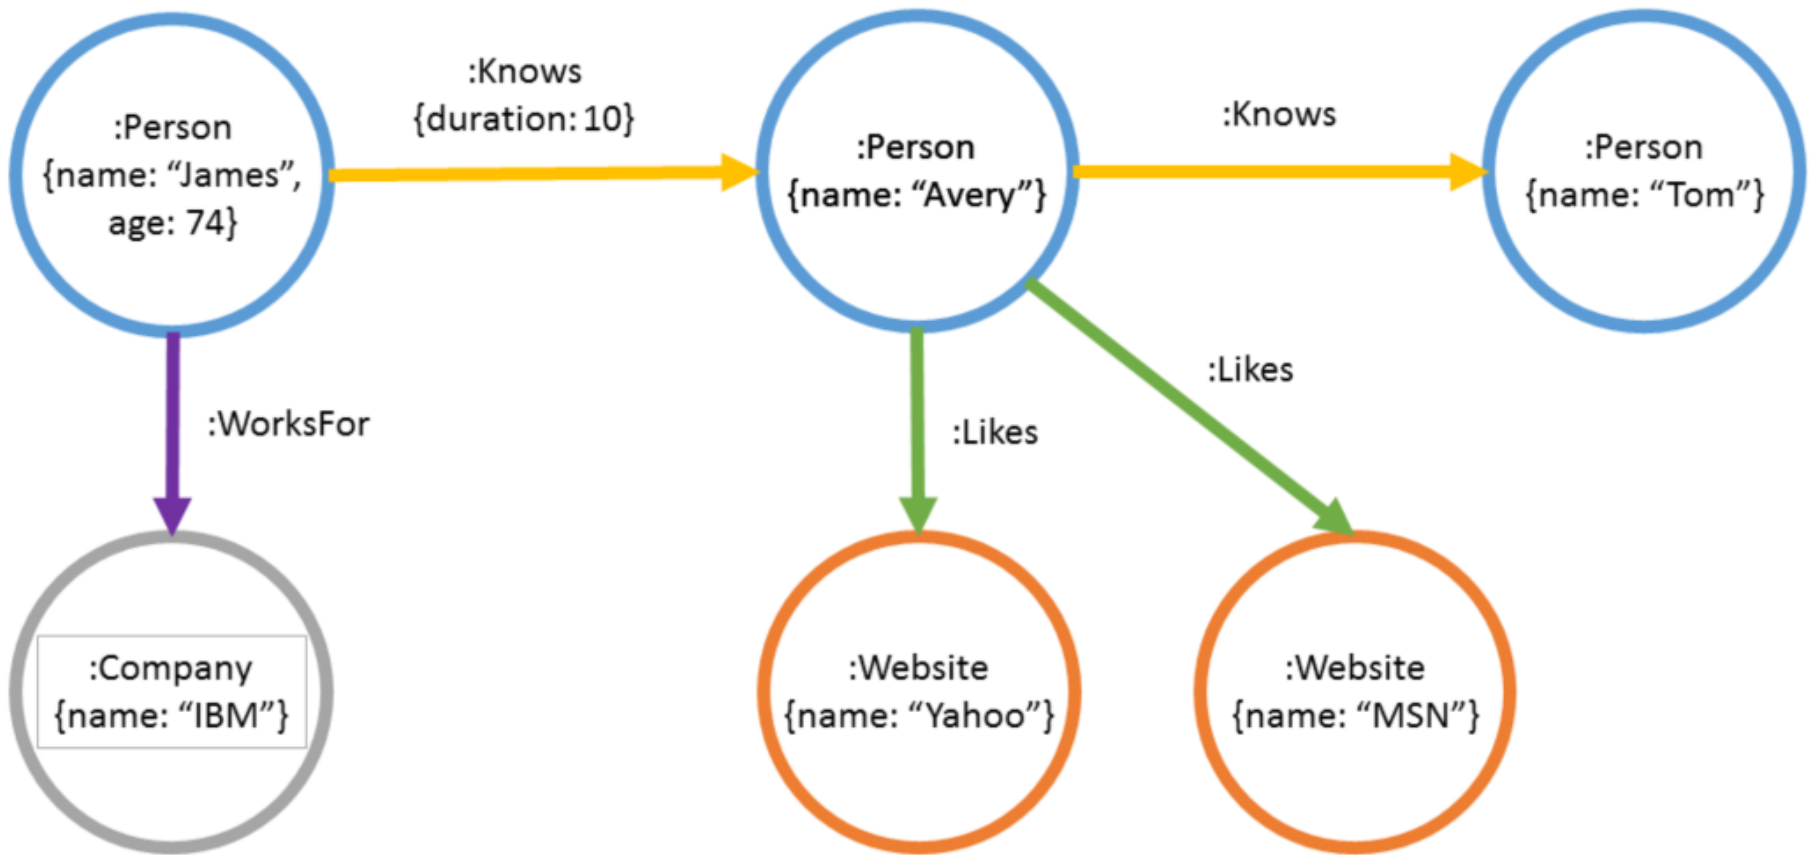 :Person
{name: “James”,
age: 74}
:Knows
{duration: 10}
:Person
{name: “Avery”}
:Knows
:Person
{name: “Tom”}
:WorksFor
:Likes
:Likes
:Company
{name: “IBM”}
:Website
{name: “Yahoo”}
:Website
{name: “MSN”}